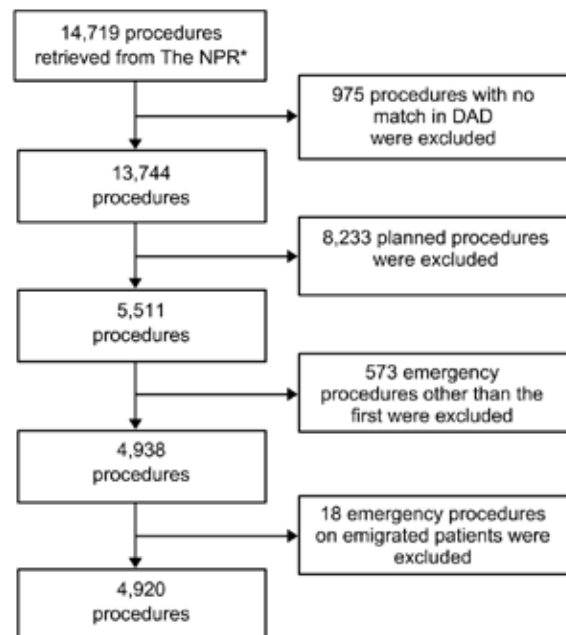 14,719 procedures
retrieved from The NPR*
975 procedures with no
match in DAD
were excluded
13,744
procedures
8,233 planned procedures
were excluded
5,511
procedures
573 emergency
procedures other than the
first were excluded
4,938
procedures
18 emergency procedures
on emigrated patients were
excluded
4,920
procedures